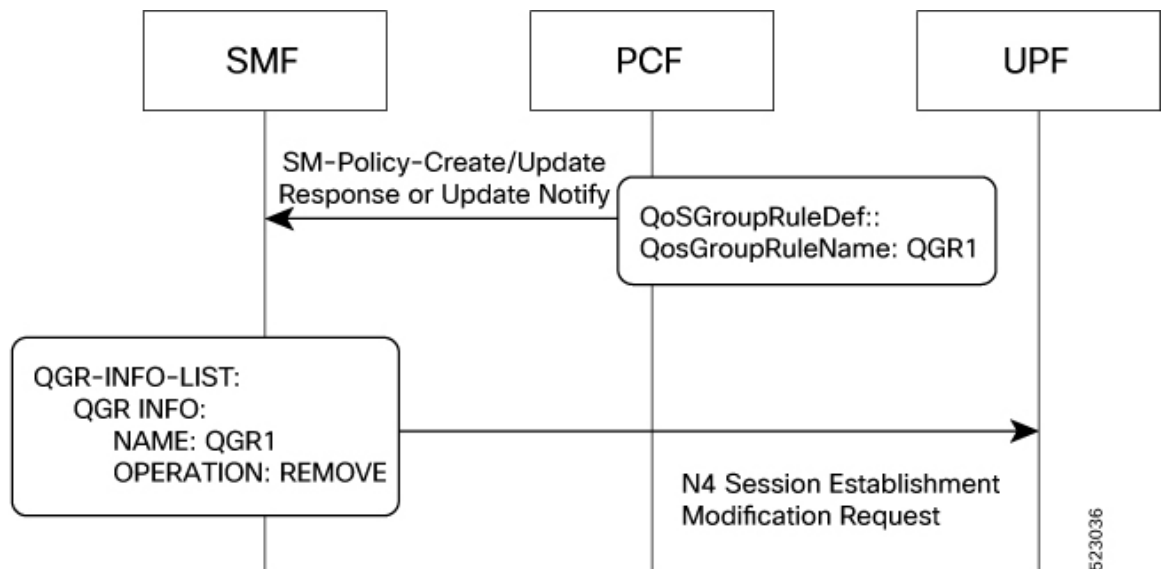 SMF
PCF
UPF
SM-Policy-Create/Update
Response or Update Notify
QoSGroupRuleDef::
QosGroupRuleName: QGR1
QGR-INFO-LIST:
QGR INFO:
NAME: QGR1
OPERATION: REMOVE
N4 Session Establishment
Modification Request
523036